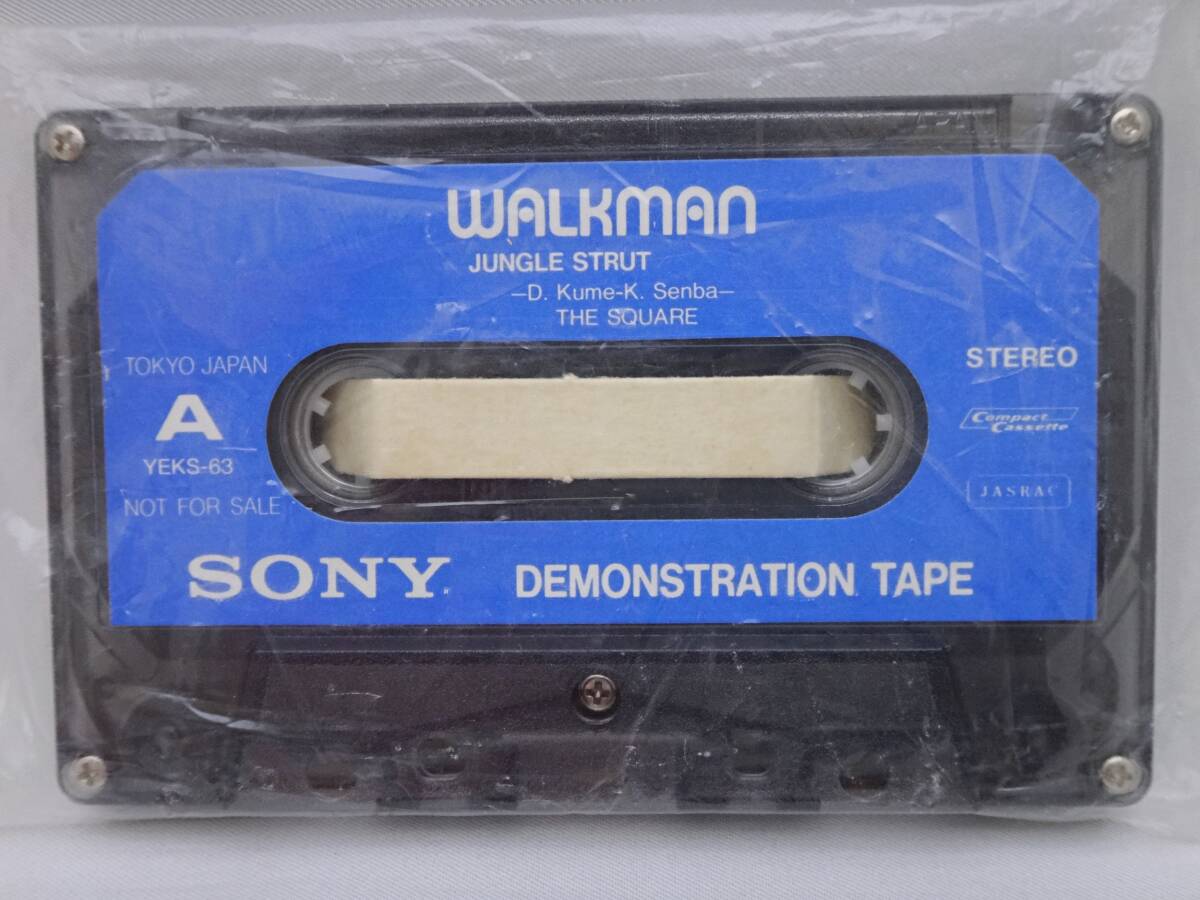 WALKMAN
JUNGLE STRUT
—D. Kume-K. Senba—
THE SQUARE
TOKYO JAPAN
A
YEKS-63
NOT FOR SALE
STEREO
Compact Cassette
JASRAC
SONY
DEMONSTRATION TAPE